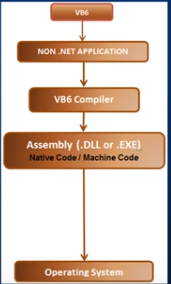 VB6
NON .NET APPLICATION
VB6 Compiler
Assembly (.DLL or .EXE)
Native Code / Machine Code
Operating System